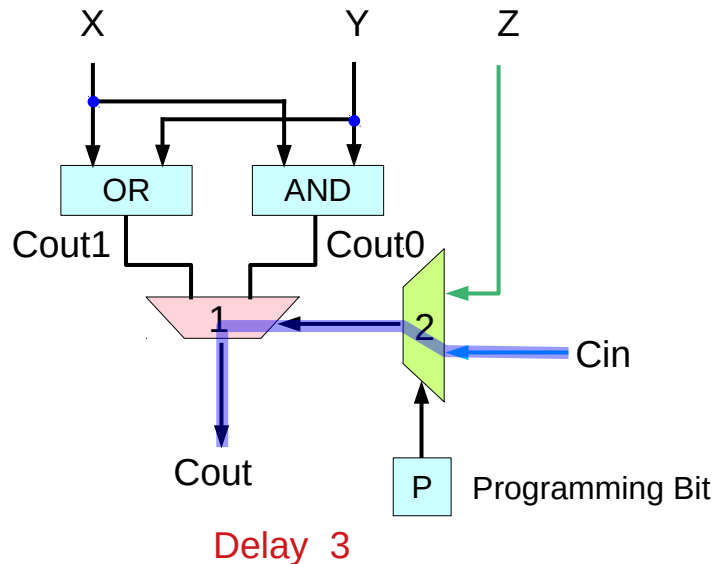 X Y Z
OR AND
Cout1 Cout0
1 2
Cin
Cout
P Programming Bit
Delay 3